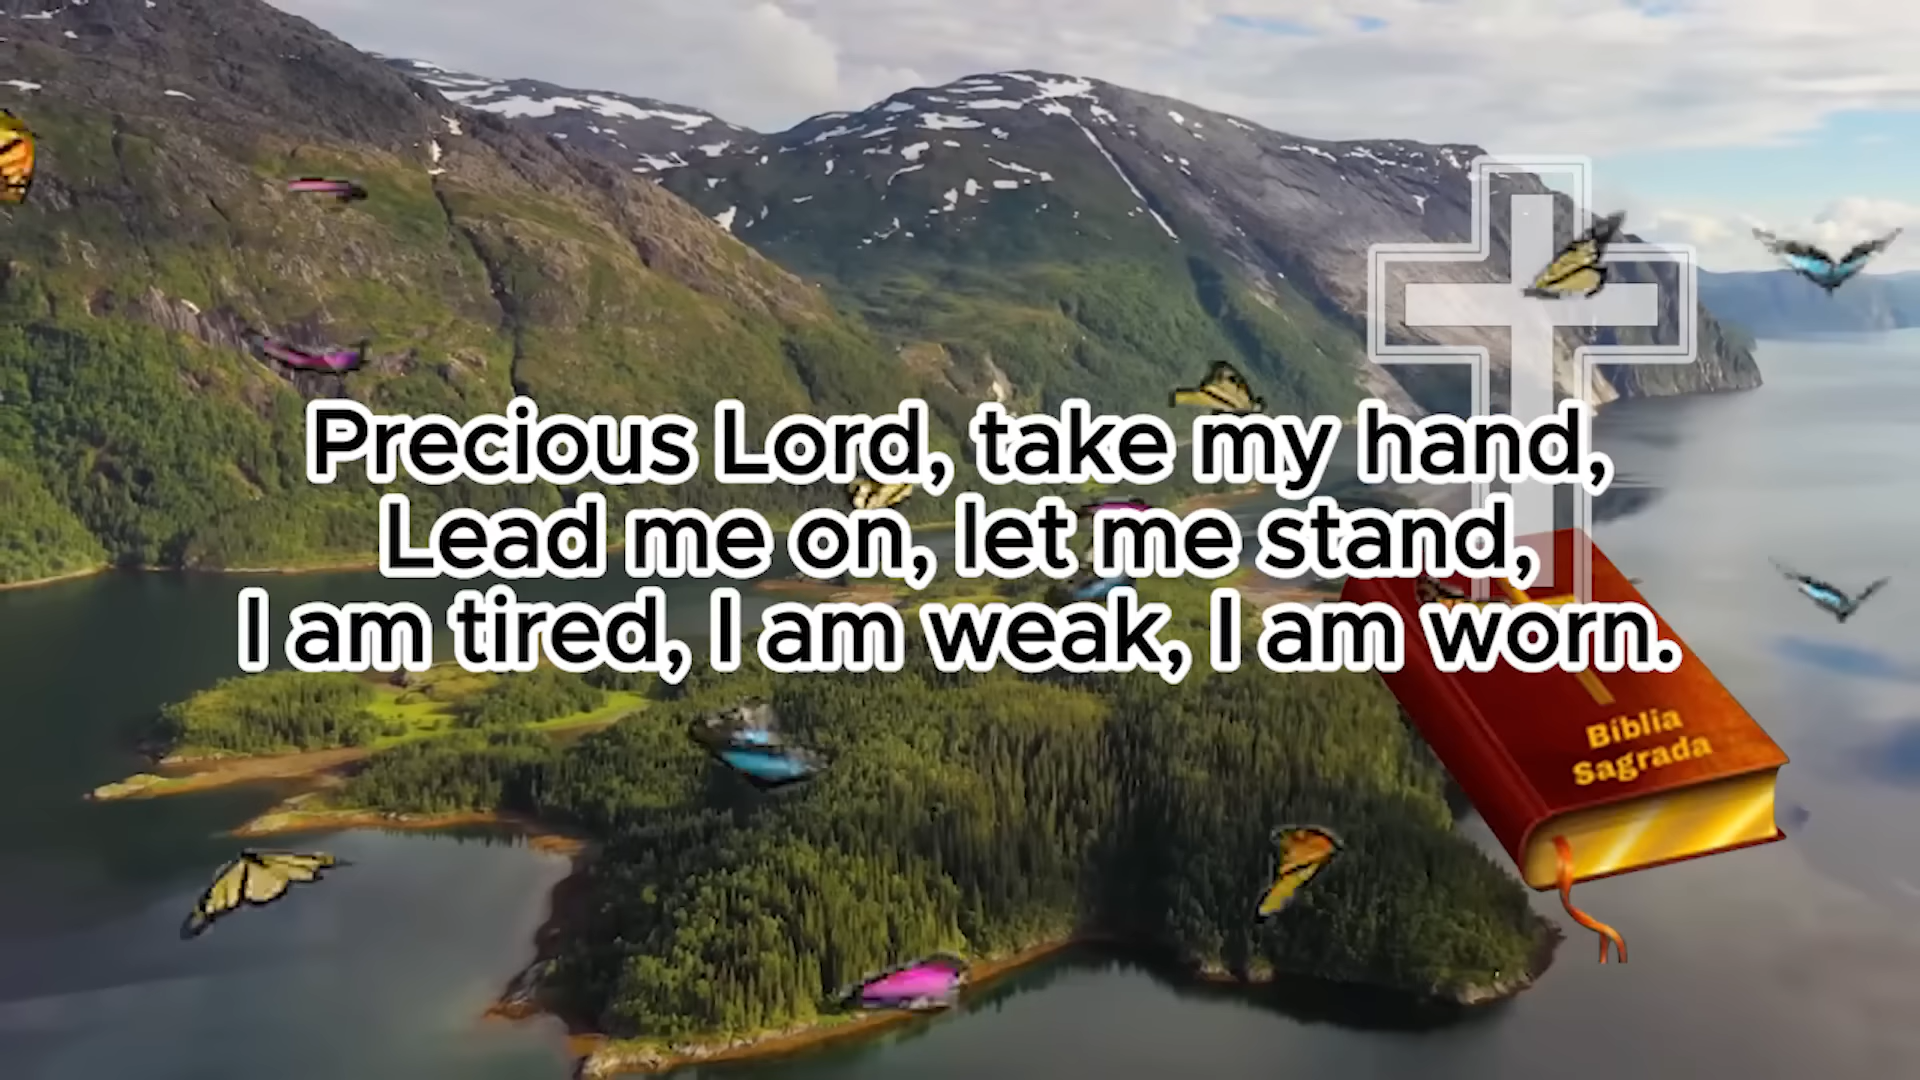 Precious Lord, take my hand,
Lead me on, let me stand,
I am tired, I am weak, I am worn.
Bíblia
Sagrada